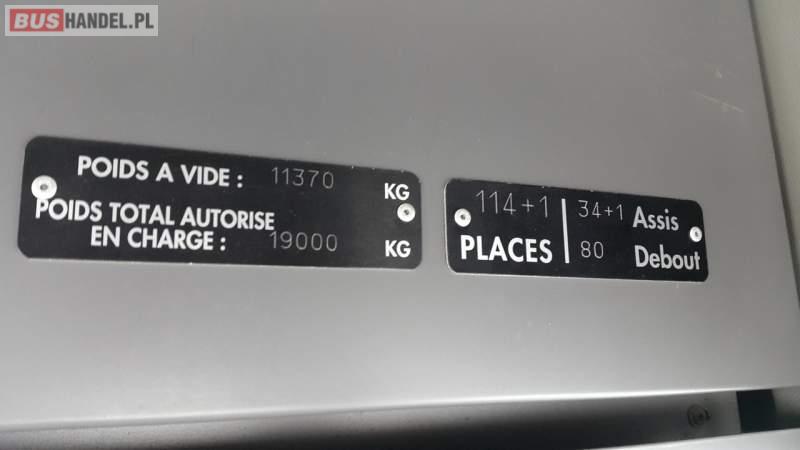 BUSHANDEL.PL
POIDS A VIDE : 11370 KG
POIDS TOTAL AUTORISE
EN CHARGE : 19000 KG
114+1 34+1 Assis
PLACES 80 Debout